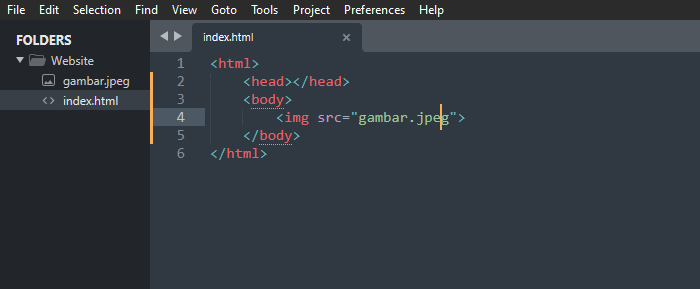 File Edit Selection Find View Goto Tools Project Preferences Help
FOLDERS
Website
gambar.jpeg
index.html
index.html
1 <html>
2 <head></head>
3 <body>
4 <img src="gambar.jpeg">
5 </body>
6 </html>